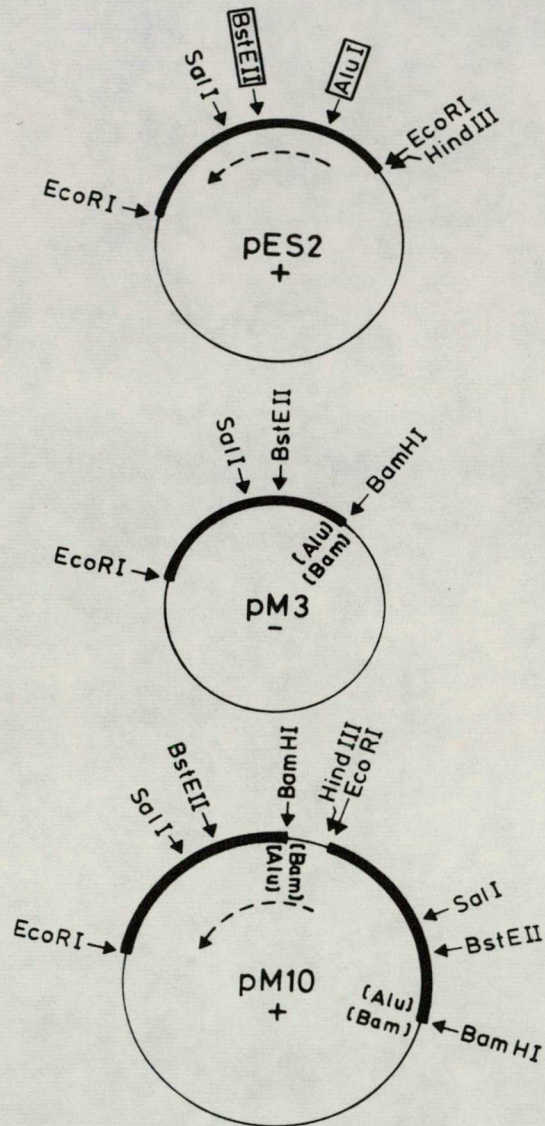 BstEII
SalI
AluI
EcoRI
HindIII
EcoRI
pES2
+
BstEII
SalI
BamHI
(Alu)
(Bam)
EcoRI
pM3
-
HindIII
EcoRI
BamHI
BstEII
SalI
(Bam)
(Alu)
SalI
EcoRI
BstEII
pM10
+
(Alu)
(Bam)
BamHI